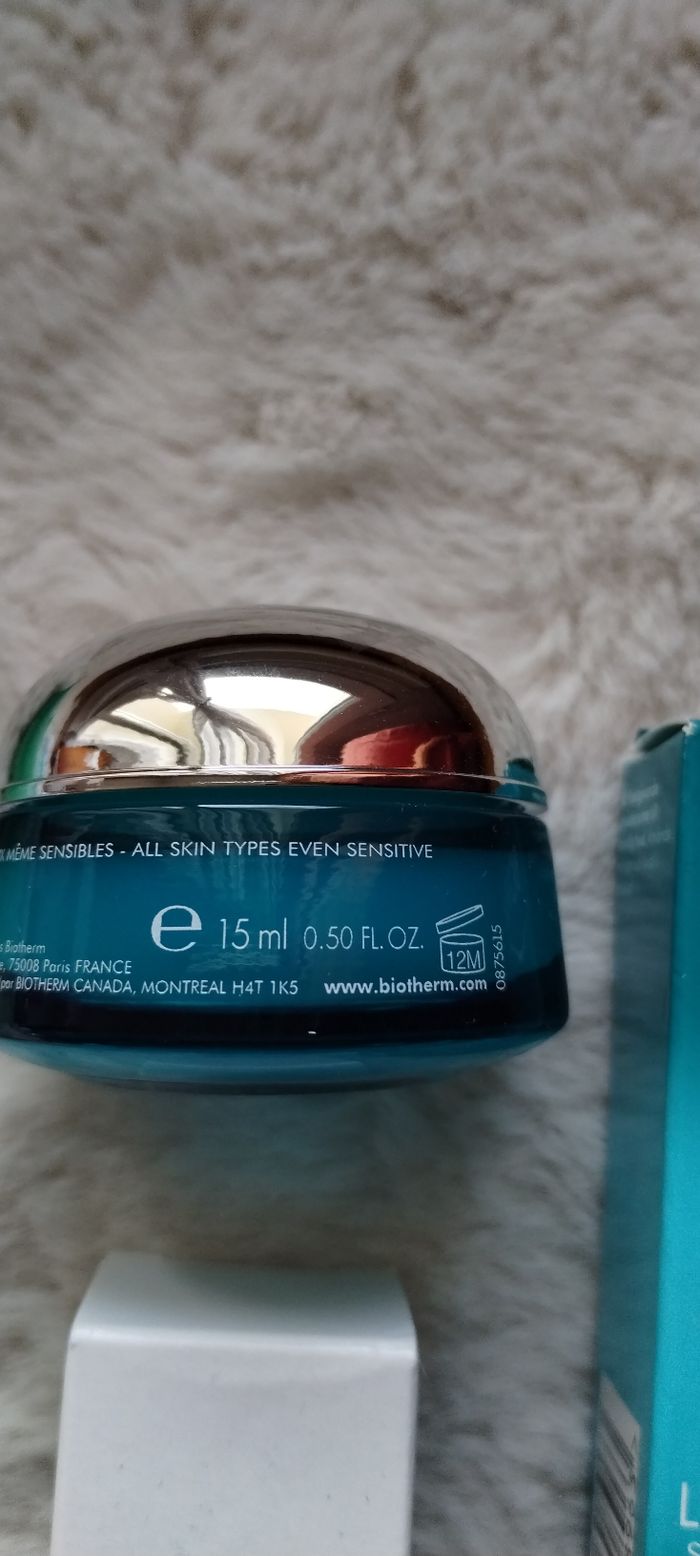 MÊME SENSIBLES - ALL SKIN TYPES EVEN SENSITIVE
e 15 ml 0.50 FL. OZ.
12M
0875615
Biotherm
75008 Paris FRANCE
par BIOTHERM CANADA, MONTREAL H4T 1K5
www.biotherm.com
L